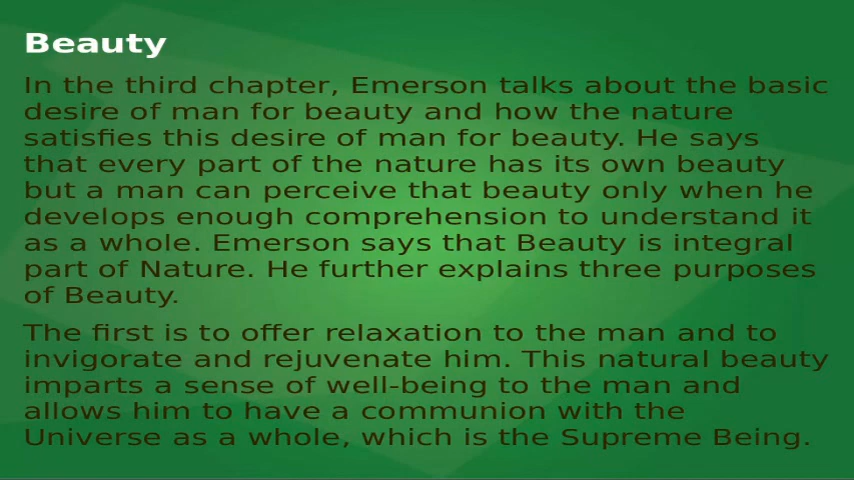 Beauty
In the third chapter, Emerson talks about the basic
desire of man for beauty and how the nature
satisfies this desire of man for beauty. He says
that every part of the nature has its own beauty
but a man can perceive that beauty only when he
develops enough comprehension to understand it
as a whole. Emerson says that Beauty is integral
part of Nature. He further explains three purposes
of Beauty.
The first is to offer relaxation to the man and to
invigorate and rejuvenate him. This natural beauty
imparts a sense of well-being to the man and
allows him to have a communion with the
Universe as a whole, which is the Supreme Being.